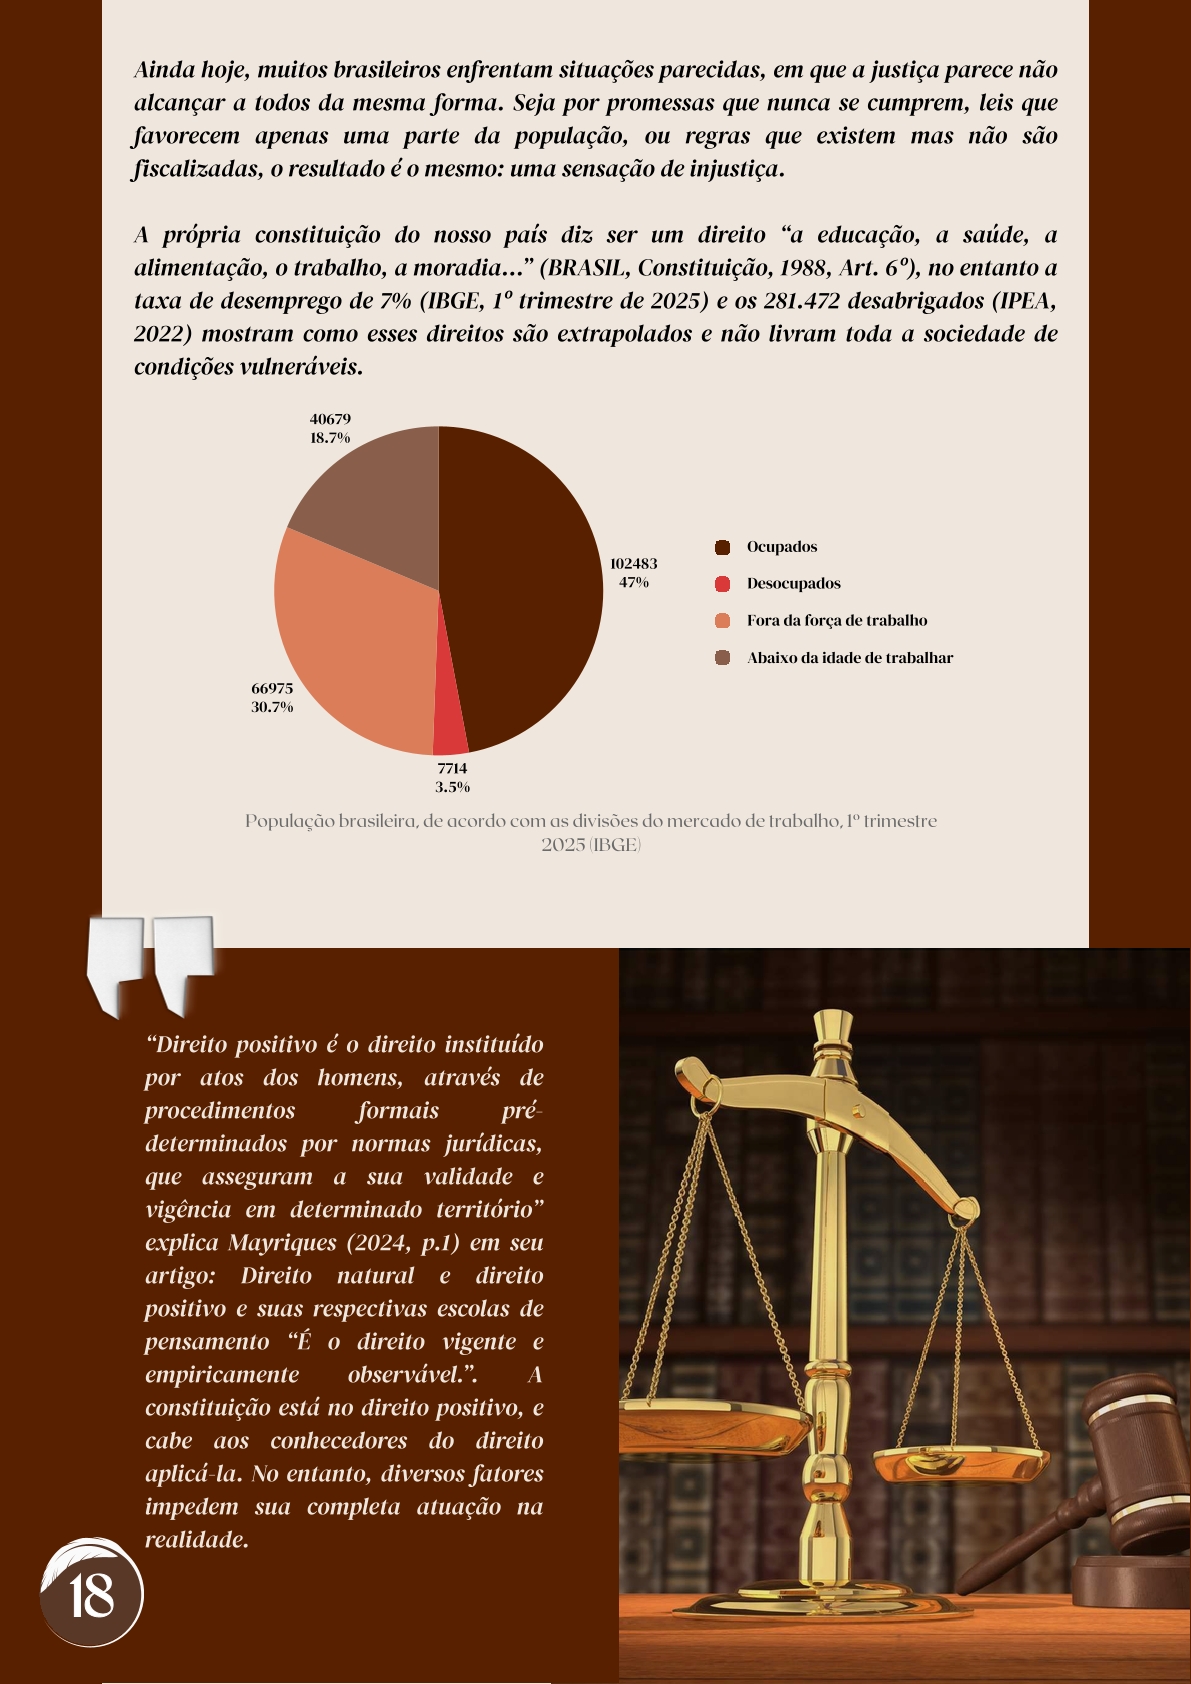 Ainda hoje, muitos brasileiros enfrentam situações parecidas, em que a justiça parece não
alcançar a todos da mesma forma. Seja por promessas que nunca se cumprem, leis que
favorecem apenas uma parte da população, ou regras que existem mas não são
fiscalizadas, o resultado é o mesmo: uma sensação de injustiça.
A própria constituição do nosso país diz ser um direito “a educação, a saúde, a
alimentação, o trabalho, a moradia...” (BRASIL, Constituição, 1988, Art. 6º), no entanto a
taxa de desemprego de 7% (IBGE, 1º trimestre de 2025) e os 281.472 desabrigados (IPEA,
2022) mostram como esses direitos são extrapolados e não livram toda a sociedade de
condições vulneráveis.
40679
18.7%
102483
47%
66975
30.7%
7714
3.5%
Ocupados
Desocupados
Fora da força de trabalho
Abaixo da idade de trabalhar
População brasileira, de acordo com as divisões do mercado de trabalho, 1º trimestre
2025 (IBGE)
“Direito positivo é o direito instituído
por atos dos homens, através de
procedimentos formais pré-
determinados por normas jurídicas,
que asseguram a sua validade e
vigência em determinado território”
explica Mayriques (2024, p.1) em seu
artigo: Direito natural e direito
positivo e suas respectivas escolas de
pensamento “É o direito vigente e
empiricamente observável.”. A
constituição está no direito positivo, e
cabe aos conhecedores do direito
aplicá-la. No entanto, diversos fatores
impedem sua completa atuação na
realidade.
18